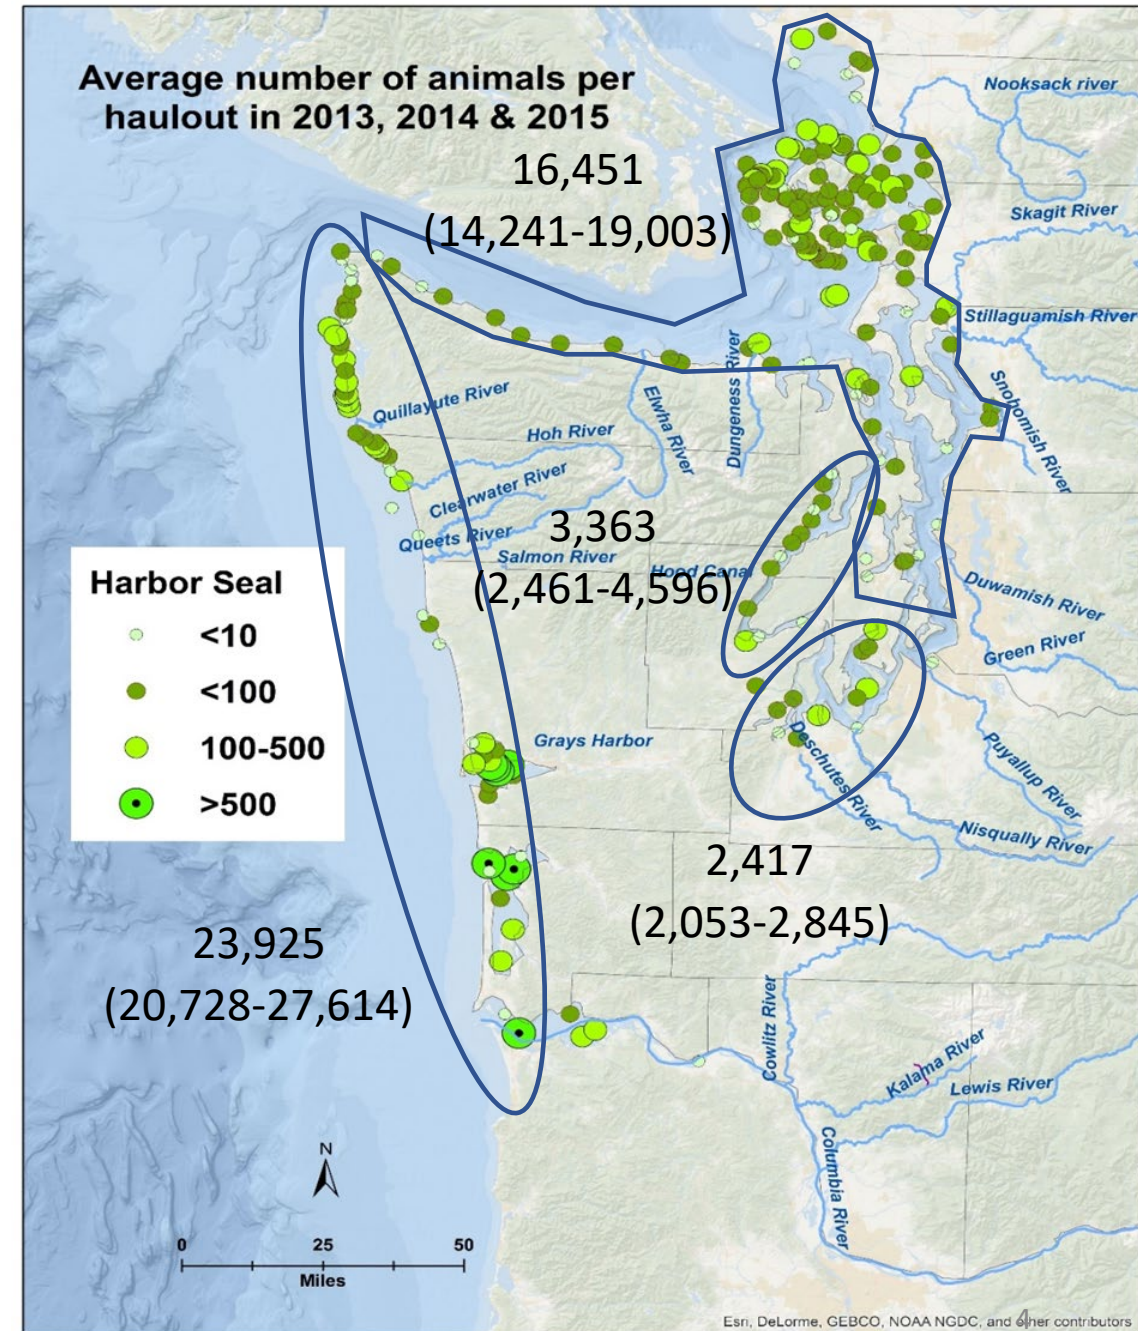 Average number of animals per
haulout in 2013, 2014 & 2015
16,451
(14,241-19,003)
Nooksack river
Skagit River
Stillaguamish River
Snohomish River
Dungeness River
Elwha River
Quillayute River
Hoh River
Clearwater River
Queets River
Salmon River
3,363
(2,461-4,596)
Hood Canal
Duwamish River
Green River
Harbor Seal
<10
<100
100-500
>500
Grays Harbor
Deschutes River
Puyallup River
Nisqually River
2,417
(2,053-2,845)
23,925
(20,728-27,614)
Cowlitz River
Kalama River
Lewis River
Columbia River
N
0 25 50
Miles
Esri, DeLorme, GEBCO, NOAA NGDC, and other contributors
4